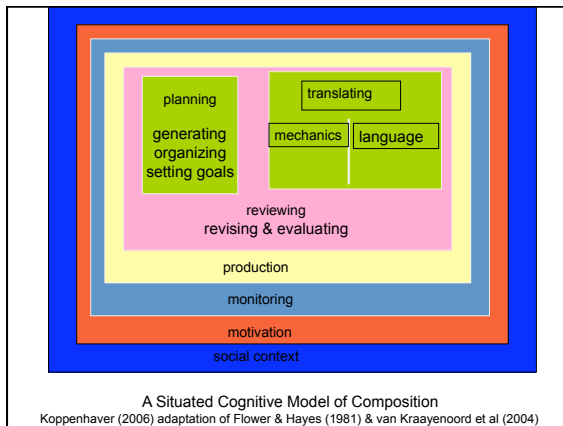 planning
generating
organizing
setting goals
translating
mechanics
language
reviewing
revising & evaluating
production
monitoring
motivation
social context
A Situated Cognitive Model of Composition
Koppenhaver (2006) adaptation of Flower & Hayes (1981) & van Kraayenoord et al (2004)